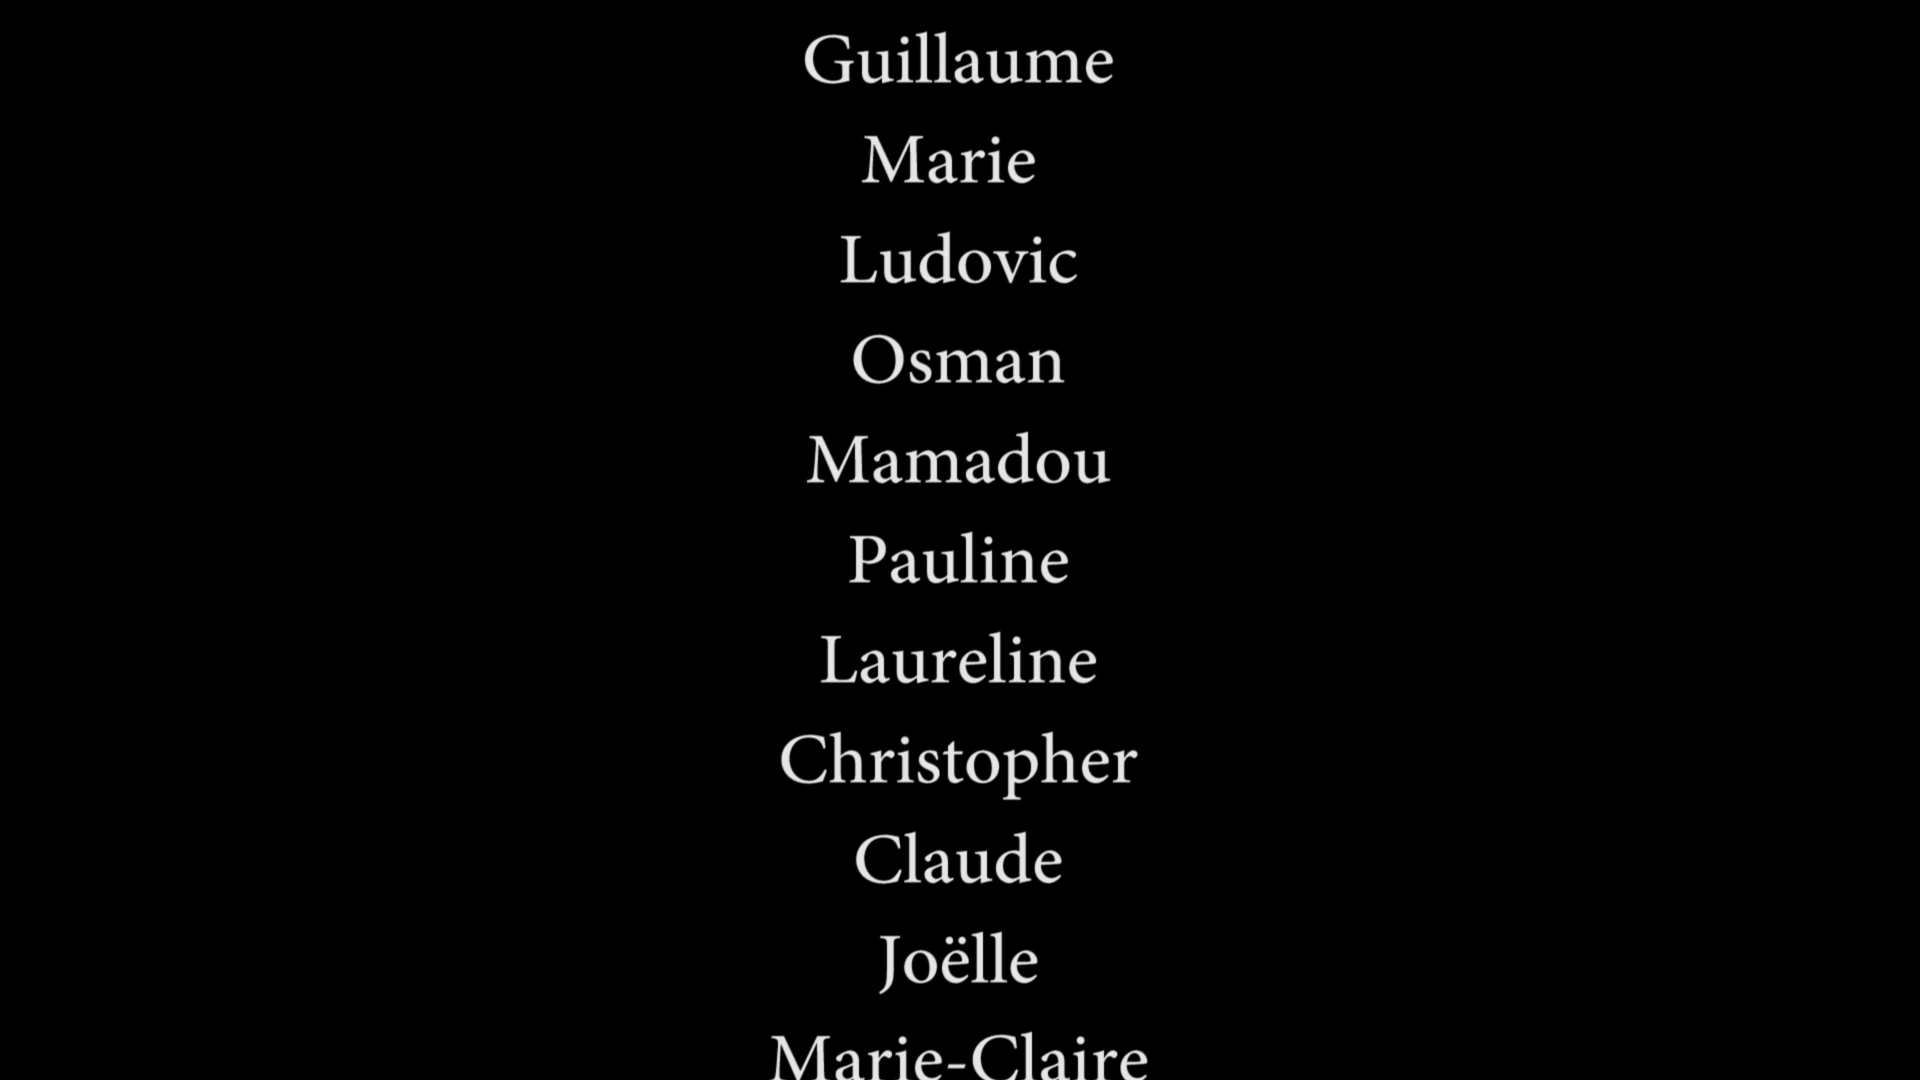 Guillaume
Marie
Ludovic
Osman
Mamadou
Pauline
Laureline
Christopher
Claude
Joëlle
Marie-Claire